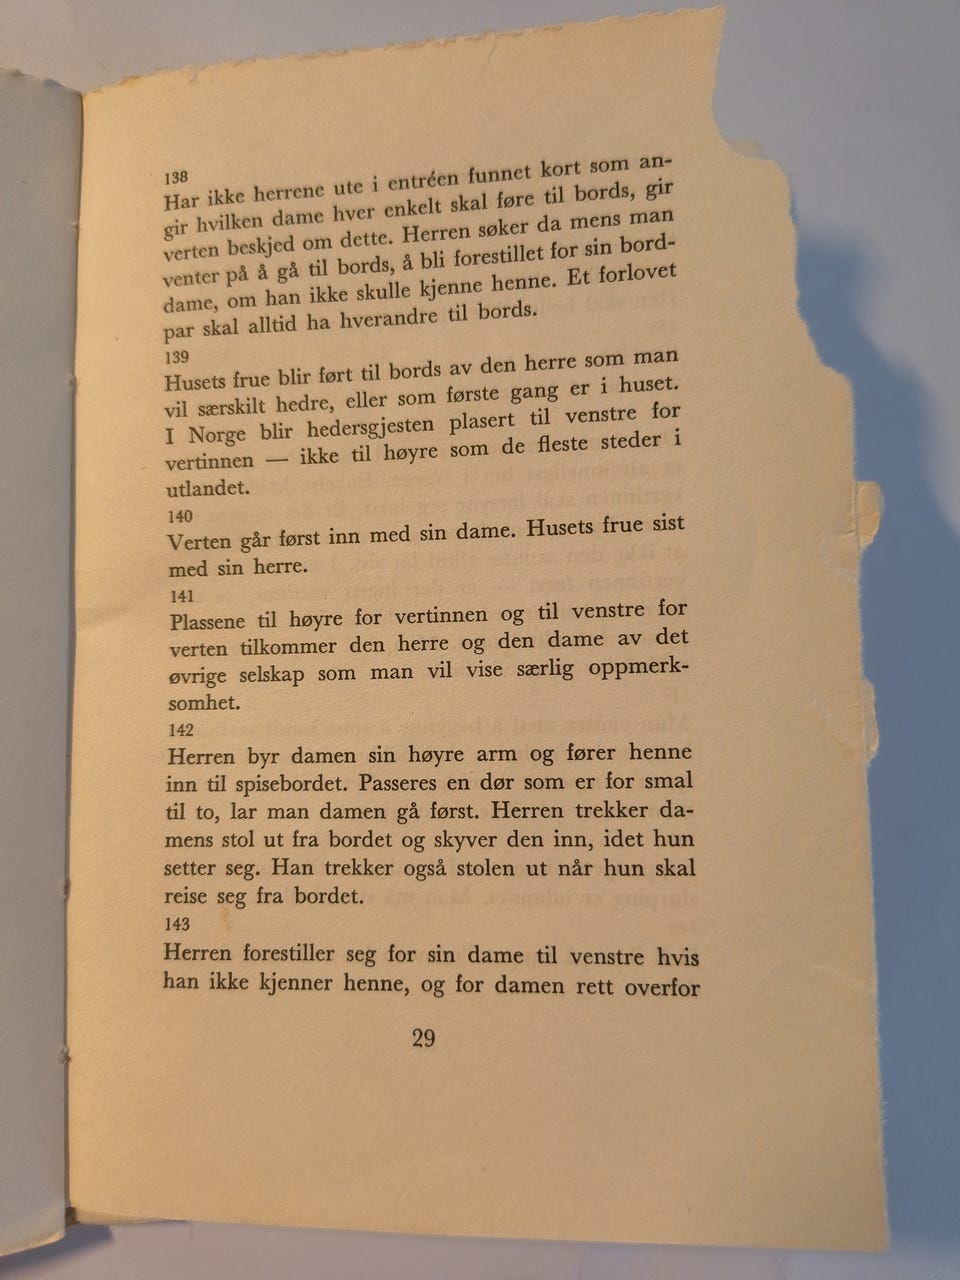 138
Har ikke herrene ute i entréen funnet kort som an-
gir hvilken dame hver enkelt skal føre til bords, gir
verten beskjed om dette. Herren søker da mens man
venter på å gå til bords, å bli forestillet for sin bord-
dame, om han ikke skulle kjenne henne. Et forlovet
par skal alltid ha hverandre til bords.
139
Husets frue blir ført til bords av den herre som man
vil særskilt hedre, eller som første gang er i huset.
I Norge blir hedersgjesten plasert til venstre for
vertinnen — ikke til høyre som de fleste steder i
utlandet.
140
Verten går først inn med sin dame. Husets frue sist
med sin herre.
141
Plassene til høyre for vertinnen og til venstre for
verten tilkommer den herre og den dame av det
øvrige selskap som man vil vise særlig oppmerk-
somhet.
142
Herren byr damen sin høyre arm og fører henne
inn til spisebordet. Passeres en dør som er for smal
til to, lar man damen gå først. Herren trekker da-
mens stol ut fra bordet og skyver den inn, idet hun
setter seg. Han trekker også stolen ut når hun skal
reise seg fra bordet.
143
Herren forestiller seg for sin dame til venstre hvis
han ikke kjenner henne, og for damen rett overfor
29